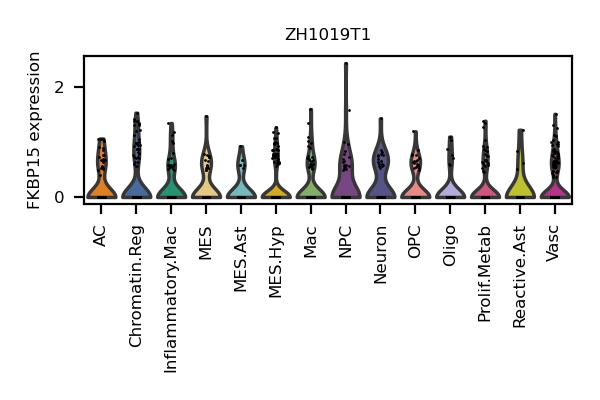 ZH1019T1
FKBP15 expression
2
0
AC
Chromatin.Reg
Inflammatory.Mac
MES
MES.Ast
MES.Hyp
Mac
NPC
Neuron
OPC
Oligo
Prolif.Metab
Reactive.Ast
Vasc